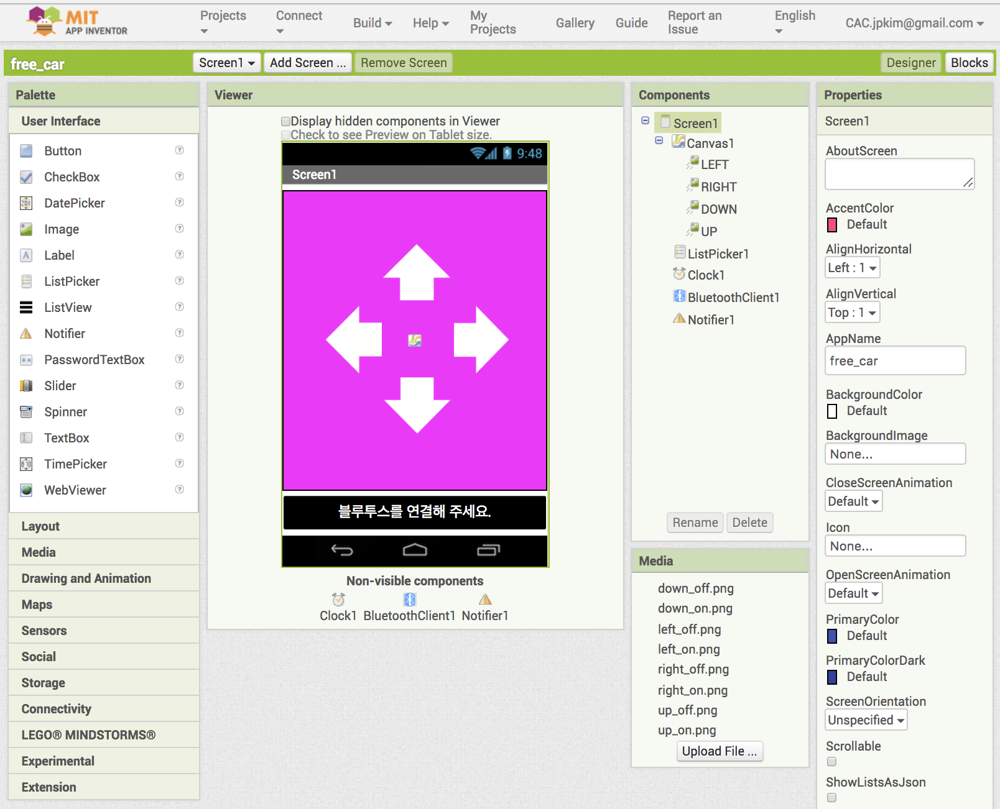 MIT
APP INVENTOR
Projects
Connect
Build
Help
My
Projects
Gallery
Guide
Report an
Issue
English
CAC.jpkim@gmail.com
free_car
Screen1
Add Screen ...
Remove Screen
Designer
Blocks
Palette
User Interface
Button
CheckBox
DatePicker
Image
Label
ListPicker
ListView
Notifier
PasswordTextBox
Slider
Spinner
TextBox
TimePicker
WebViewer
Layout
Media
Drawing and Animation
Maps
Sensors
Social
Storage
Connectivity
LEGO® MINDSTORMS®
Experimental
Extension
Viewer
Display hidden components in Viewer
Check to see Preview on Tablet size.
9:48
Screen1
블루투스를 연결해 주세요.
Non-visible components
Clock1
BluetoothClient1
Notifier1
Components
Screen1
Canvas1
LEFT
RIGHT
DOWN
UP
ListPicker1
Clock1
BluetoothClient1
Notifier1
Rename
Delete
Media
down_off.png
down_on.png
left_off.png
left_on.png
right_off.png
right_on.png
up_off.png
up_on.png
Upload File ...
Properties
Screen1
AboutScreen
AccentColor
Default
AlignHorizontal
Left : 1
AlignVertical
Top : 1
AppName
free_car
BackgroundColor
Default
BackgroundImage
None...
CloseScreenAnimation
Default
Icon
None...
OpenScreenAnimation
Default
PrimaryColor
Default
PrimaryColorDark
Default
ScreenOrientation
Unspecified
Scrollable
ShowListsAsJson